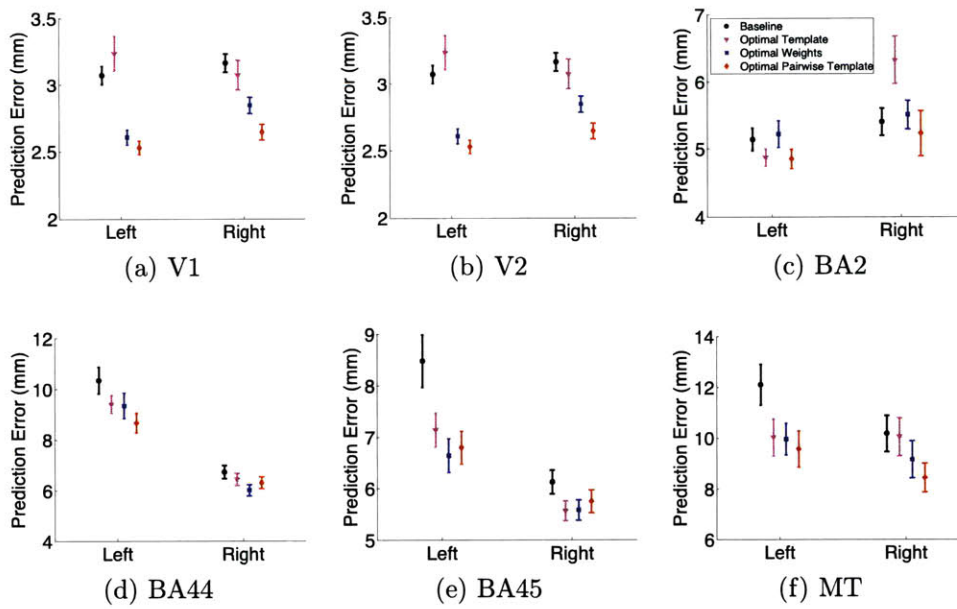 3.5
3
2.5
2
Prediction Error (mm)
Left
Right
(a) V1
3.5
3
2.5
2
Prediction Error (mm)
Left
Right
(b) V2
7
6
5
4
Prediction Error (mm)
Baseline
Optimal Template
Optimal Weights
Optimal Pairwise Template
Left
Right
(c) BA2
12
10
8
6
4
Prediction Error (mm)
Left
Right
(d) BA44
9
8
7
6
5
Prediction Error (mm)
Left
Right
(e) BA45
14
12
10
8
6
Prediction Error (mm)
Left
Right
(f) MT